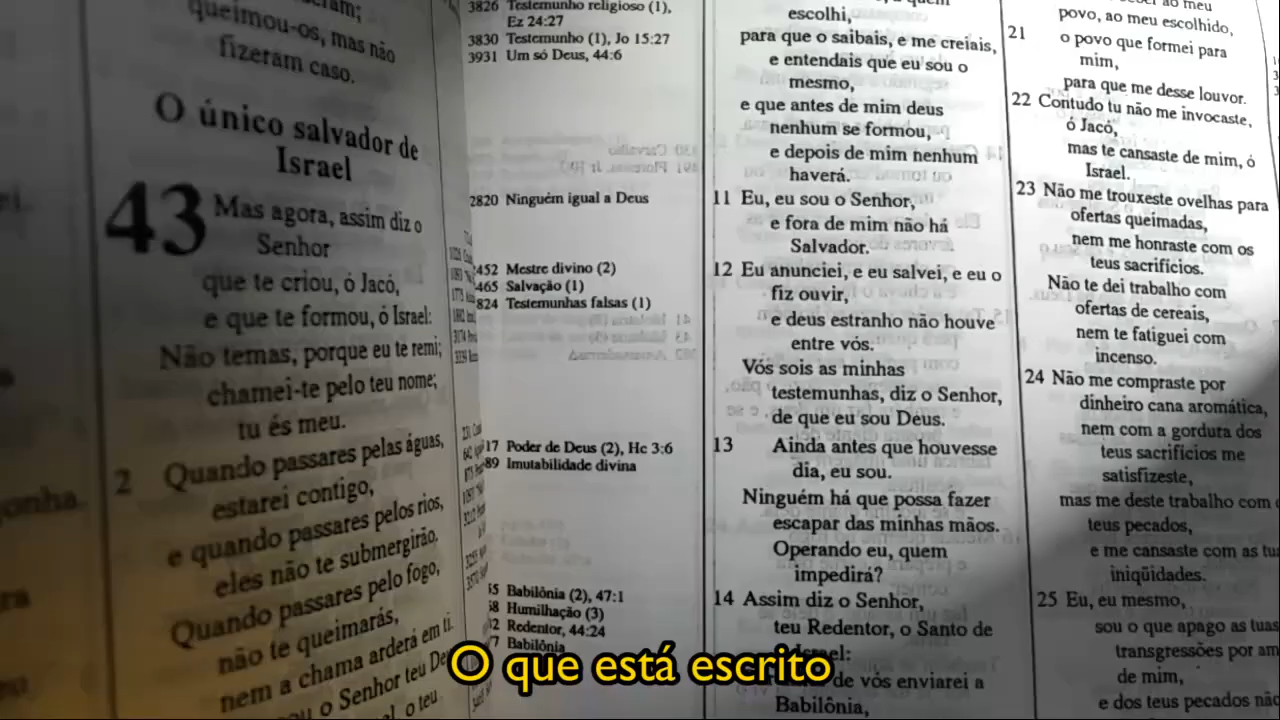 queimou-os, mas não
fizeram caso.
O único salvador de
Israel
43 Mas agora, assim diz o
Senhor
que te criou, ó Jacó,
e que te formou, ó Israel:
Não temas, porque eu te remi;
chamei-te pelo teu nome;
tu és meu.
2 Quando passares pelas águas,
estarei contigo,
e quando passares pelos rios,
eles não te submergirão.
Quando passares pelo fogo,
não te queimarás,
nem a chama arderá em ti.
o Senhor teu
o teu
3826 Testemunho religioso (1),
Ez 24:27
3830 Testemunho (1), Jo 15:27
3931 Um só Deus, 44:6
2820 Ninguém igual a Deus
452 Mestre divino (2)
465 Salvação (1)
824 Testemunhas falsas (1)
17 Poder de Deus (2), Hc 3:6
89 Imutabilidade divina
Babilônia (2), 47:1
Humilhação (3)
Redentor, 44:24
Babilônia
escolhi,
para que o saibais, e me creiais,
e entendais que eu sou o
mesmo,
e que antes de mim deus
nenhum se formou,
e depois de mim nenhum
haverá.
11 Eu, eu sou o Senhor,
e fora de mim não há
Salvador.
12 Eu anunciei, e eu salvei, e eu o
fiz ouvir,
e deus estranho não houve
entre vós.
Vós sois as minhas
testemunhas, diz o Senhor,
de que eu sou Deus.
13 Ainda antes que houvesse
dia, eu sou.
Ninguém há que possa fazer
escapar das minhas mãos.
Operando eu, quem
impedirá?
14 Assim diz o Senhor,
teu Redentor, o Santo de
de vós enviarei a
Babilônia,
ao meu
povo, ao meu escolhido,
21 o povo que formei para
mim,
para que me desse louvor.
22 Contudo tu não me invocaste,
ó Jacó,
mas te cansaste de mim, ó
Israel.
23 Não me trouxeste ovelhas para
ofertas queimadas,
nem me honraste com os
teus sacrifícios.
Não te dei trabalho com
ofertas de cereais,
nem te fatiguei com
incenso.
24 Não me compraste por
dinheiro cana aromática,
nem com a gordura dos
teus sacrifícios me
satisfizeste,
mas me deste trabalho com
teus pecados,
e me cansaste com as
iniqüidades.
25 Eu, eu mesmo,
sou o que apago as tuas
transgressões por
de mim,
e dos teus pecados
O que está escrito